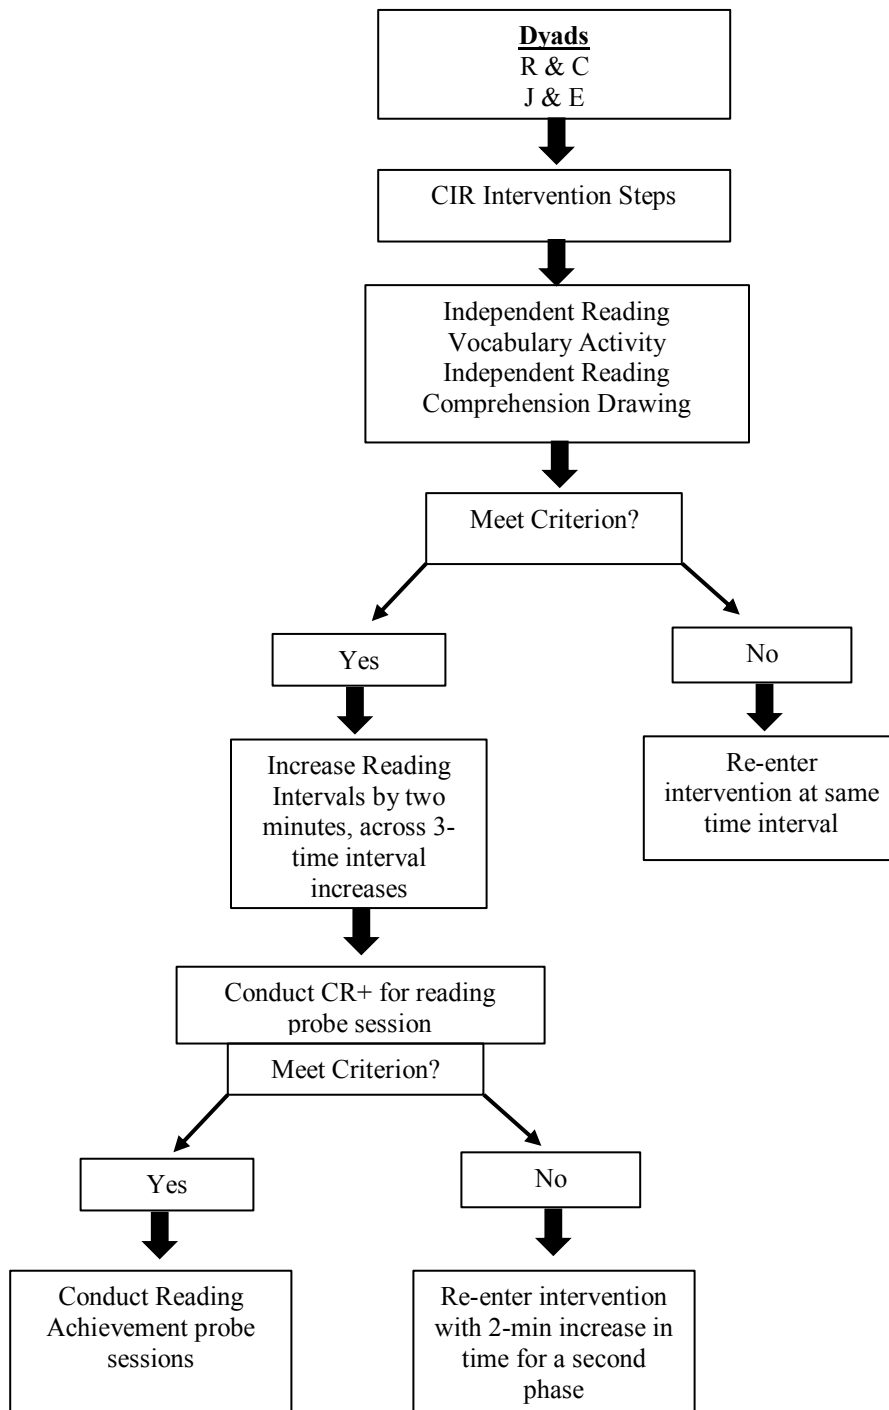 Dyads
R & C
J & E
CIR Intervention Steps
Independent Reading
Vocabulary Activity
Independent Reading
Comprehension Drawing
Meet Criterion?
Yes
No
Increase Reading
Intervals by two
minutes, across 3-
time interval
increases
Re-enter
intervention at same
time interval
Conduct CR+ for reading
probe session
Meet Criterion?
Yes
No
Conduct Reading
Achievement probe
sessions
Re-enter intervention
with 2-min increase in
time for a second
phase